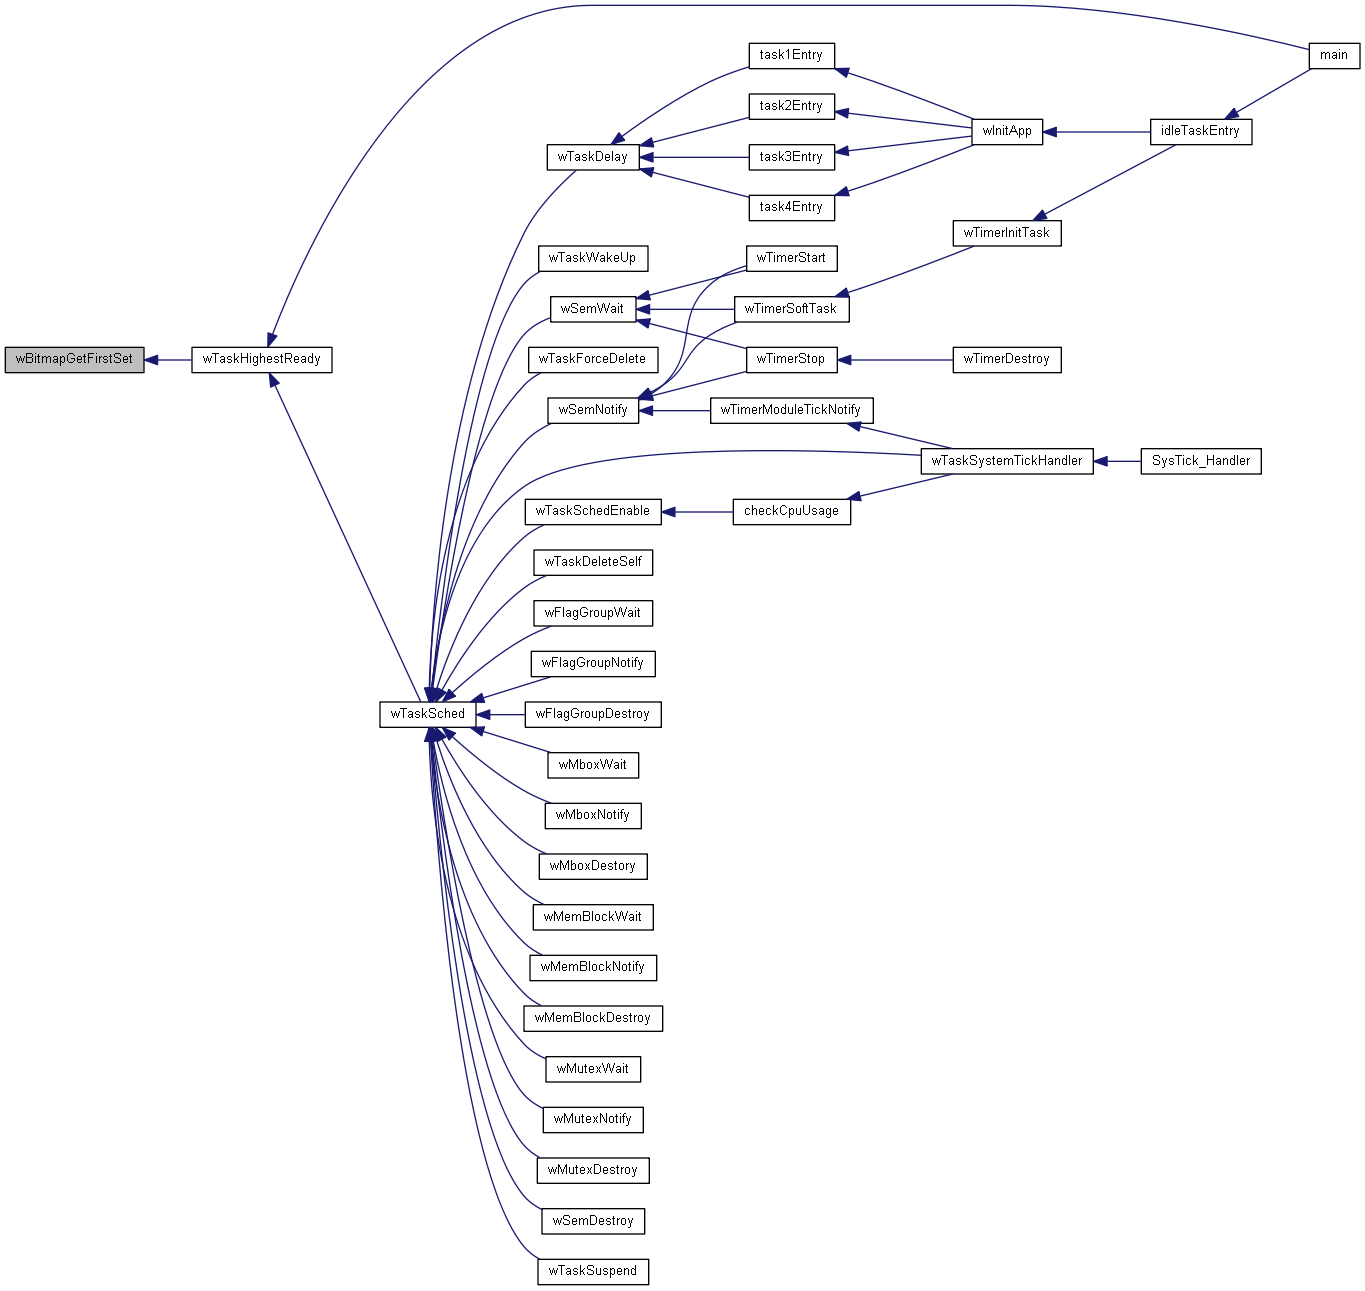 main
task1Entry
task2Entry
wInitApp
idleTaskEntry
wTaskDelay
task3Entry
task4Entry
wTimerInitTask
wTaskWakeUp
wTimerStart
wSemWait
wTimerSoftTask
wBitmapGetFirstSet
wTaskHighestReady
wTaskForceDelete
wTimerStop
wTimerDestroy
wSemNotify
wTimerModuleTickNotify
wTaskSystemTickHandler
SysTick_Handler
wTaskSchedEnable
checkCpuUsage
wTaskDeleteSelf
wFlagGroupWait
wFlagGroupNotify
wTaskSched
wFlagGroupDestroy
wMboxWait
wMboxNotify
wMboxDestory
wMemBlockWait
wMemBlockNotify
wMemBlockDestroy
wMutexWait
wMutexNotify
wMutexDestroy
wSemDestroy
wTaskSuspend